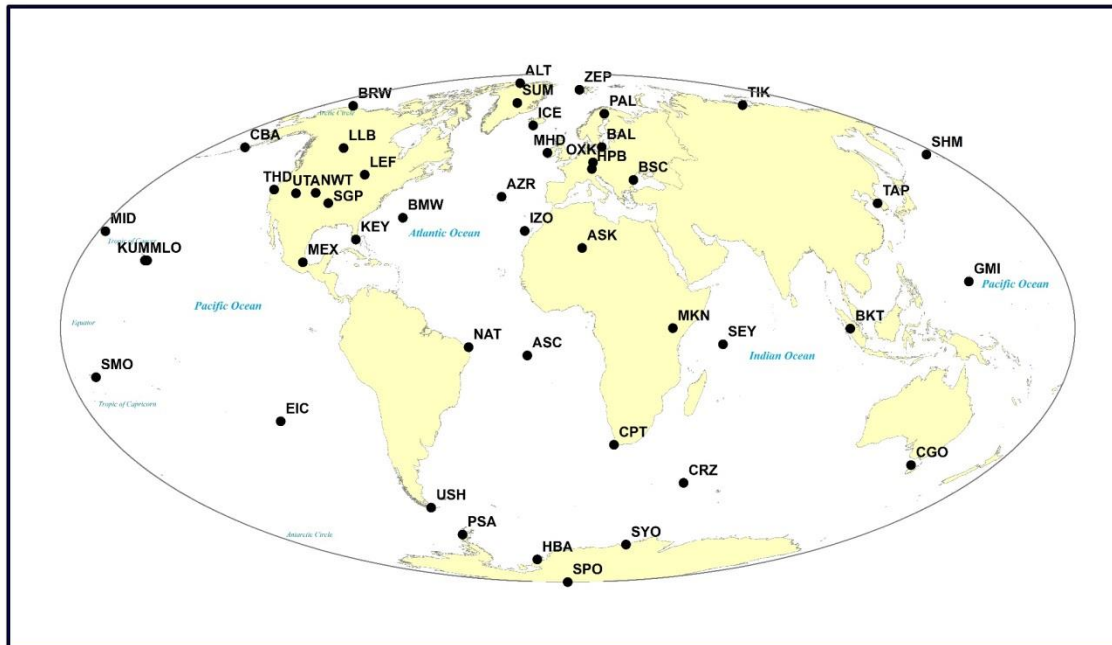 ALT
ZEP
BRW
SUM
TIK
Arctic Circle
ICE
PAL
CBA
LLB
MHD
OXK
BAL
SHM
LEF
HPB
BSC
THD
UTA
NWT
SGP
AZR
TAP
BMW
MID
KEY
Atlantic Ocean
IZO
KUM
MLO
MEX
ASK
GMI
Pacific Ocean
Pacific Ocean
Equator
NAT
ASC
MKN
SEY
BKT
Indian Ocean
SMO
Tropic of Capricorn
EIC
CPT
CGO
CRZ
USH
PSA
Antarctic Circle
HBA
SYO
SPO